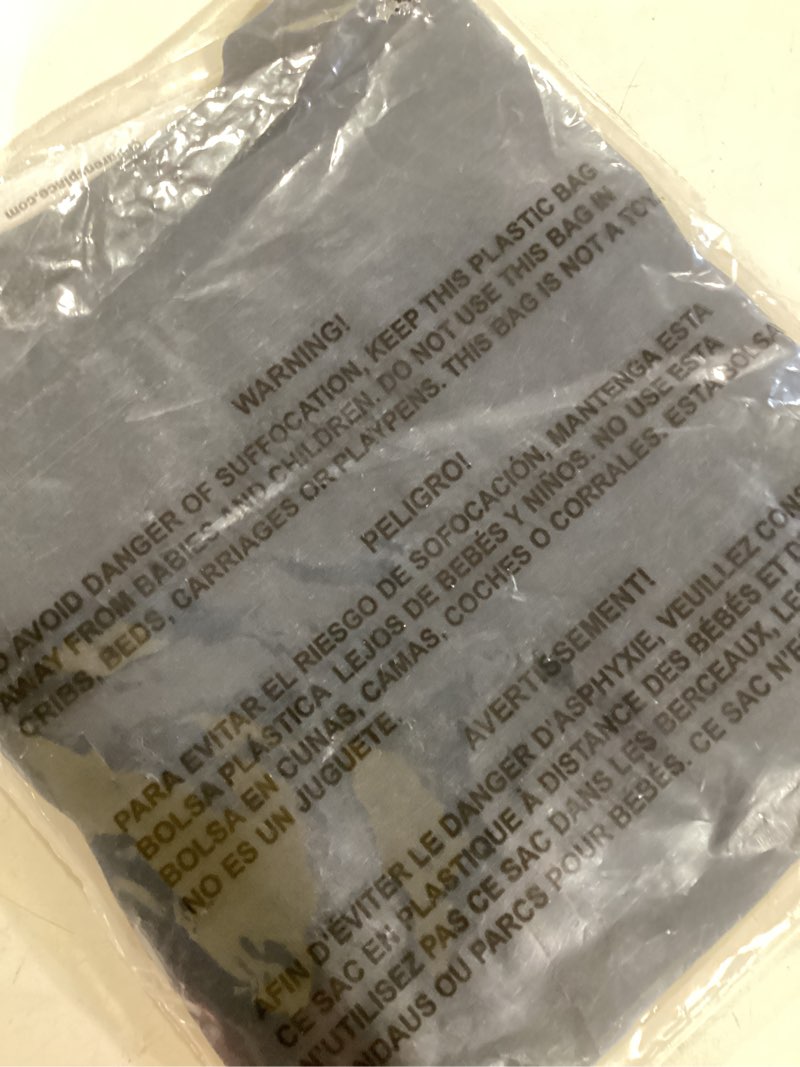 WARNING!
AVOID DANGER OF SUFFOCATION, KEEP THIS PLASTIC BAG
AWAY FROM BABIES AND CHILDREN. DO NOT USE THIS BAG IN
CRIBS, BEDS, CARRIAGES OR PLAYPENS. THIS BAG IS NOT A
PELIGRO!
PARA EVITAR EL RIESGO DE SOFOCACIÓN, MANTENGA ESTA
BOLSA PLÁSTICA LEJOS DE BEBÉS Y NIÑOS. NO USE ESTA
BOLSA EN CUNAS, CAMAS, COCHES O CORRALES. ESTA BOLSA
NO ES UN JUGUETE.
AVERTISSEMENT!
AFIN D'ÉVITER LE DANGER D'ASPHYXIE, VEUILLEZ CONS
CE SAC EN PLASTIQUE À DISTANCE DES BÉBÉS ET D
N'UTILISEZ PAS CE SAC DANS LES BERCEAUX, LES
NDAUS OU PARCS POUR BÉBÉS. CE SAC N'E